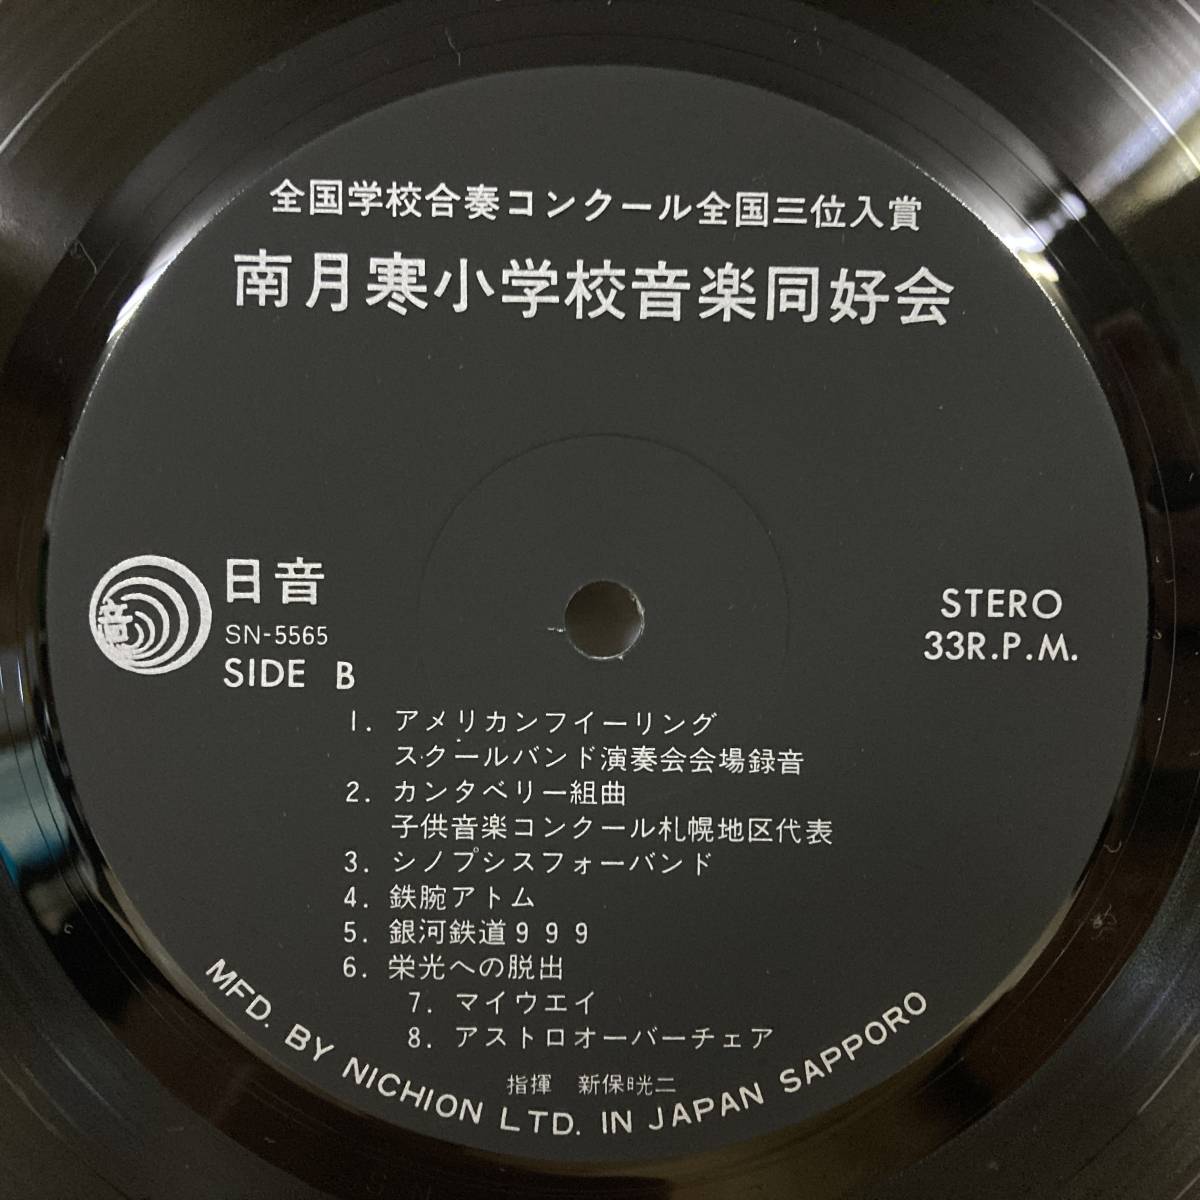 全国学校合奏コンクール全国三位入賞
南月寒小学校音楽同好会
音
日音
SN-5565
SIDE B
STERO
33R.P.M.
1. アメリカンフイーリング
スクールバンド演奏会会場録音
2. カンタベリー組曲
子供音楽コンクール札幌地区代表
3. シノプシスフォーバンド
4. 鉄腕アトム
5. 銀河鉄道999
6. 栄光への脱出
7. マイウエイ
8. アストロオーバーチェア
指揮 新保晄二
MFD. BY NICHION LTD. IN JAPAN SAPPORO